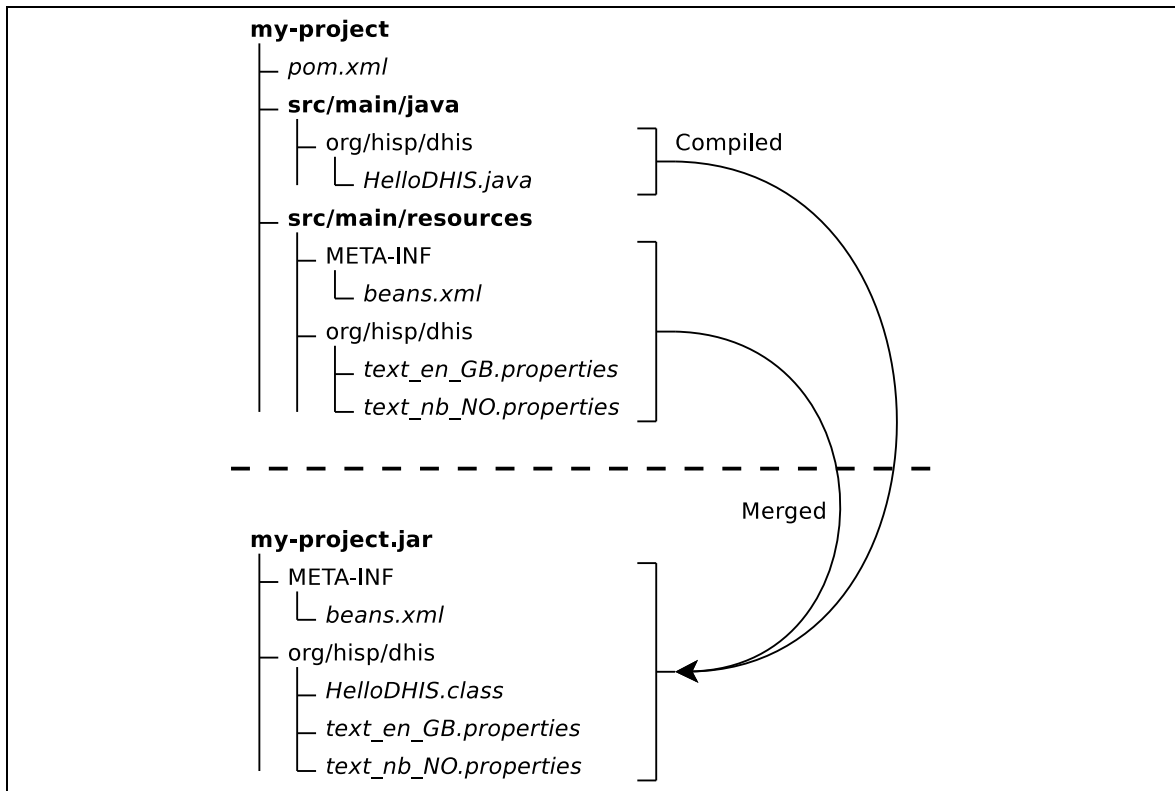 my-project
pom.xml
src/main/java
org/hisp/dhis
Compiled
HelloDHIS.java
src/main/resources
META-INF
beans.xml
org/hisp/dhis
text_en_GB.properties
text_nb_NO.properties
Merged
my-project.jar
META-INF
beans.xml
org/hisp/dhis
HelloDHIS.class
text_en_GB.properties
text_nb_NO.properties